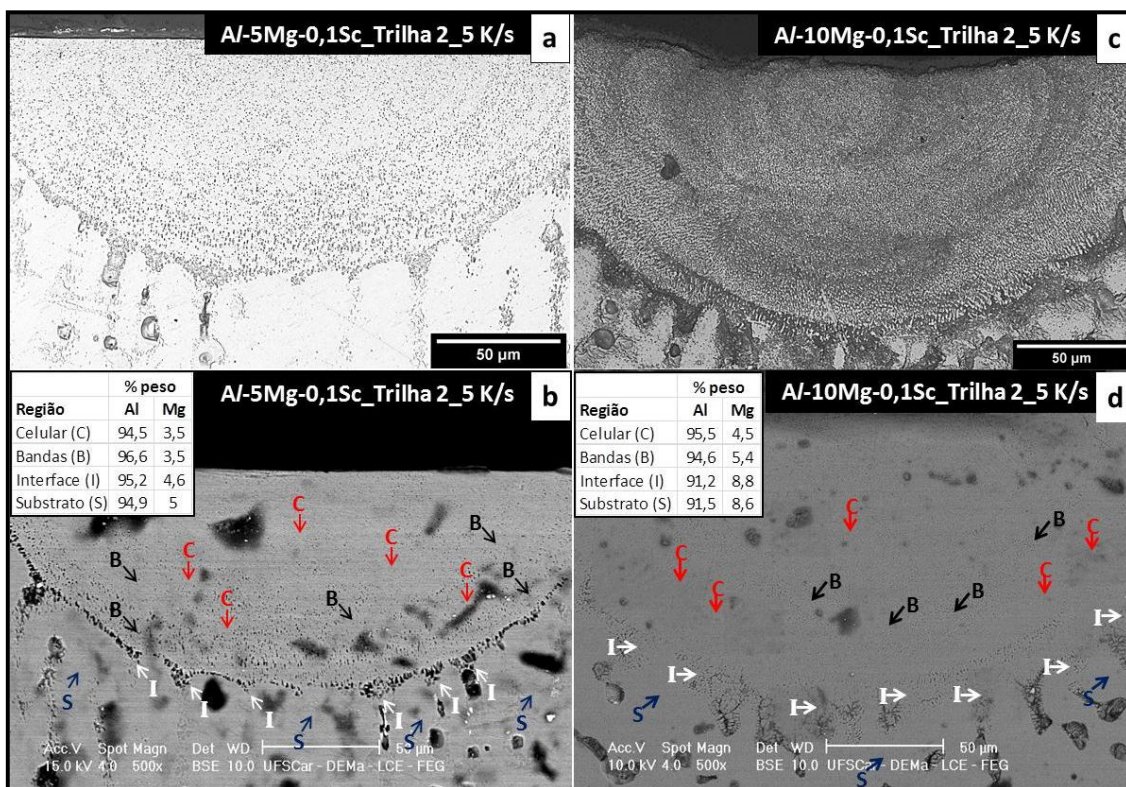 Al-5Mg-0,1Sc_Trilha 2_5 K/s a
50 µm
Al-10Mg-0,1Sc_Trilha 2_5 K/s c
50 µm
Al-5Mg-0,1Sc_Trilha 2_5 K/s b
% peso
Região Al Mg
Celular (C) 94,5 3,5
Bandas (B) 96,6 3,5
Interface (I) 95,2 4,6
Substrato (S) 94,9 5
C
B
C
B
C
C
B
B
C
B
B
I
I
I
I
I
I
I
S
S
S
S
Acc.V Spot Magn Det WD 50 µm
15.0 kV 4.0 500x BSE 10.0 UFSCar - DEMa - LCE - FEG
Al-10Mg-0,1Sc_Trilha 2_5 K/s d
% peso
Região Al Mg
Celular (C) 95,5 4,5
Bandas (B) 94,6 5,4
Interface (I) 91,2 8,8
Substrato (S) 91,5 8,6
C
B
C
C
C
C
B
B
B
I
I
I
I
I
I
I
S
S
S
Acc.V Spot Magn Det WD 50 µm
10.0 kV 4.0 500x BSE 10.0 UFSCar - DEMa - LCE - FEG